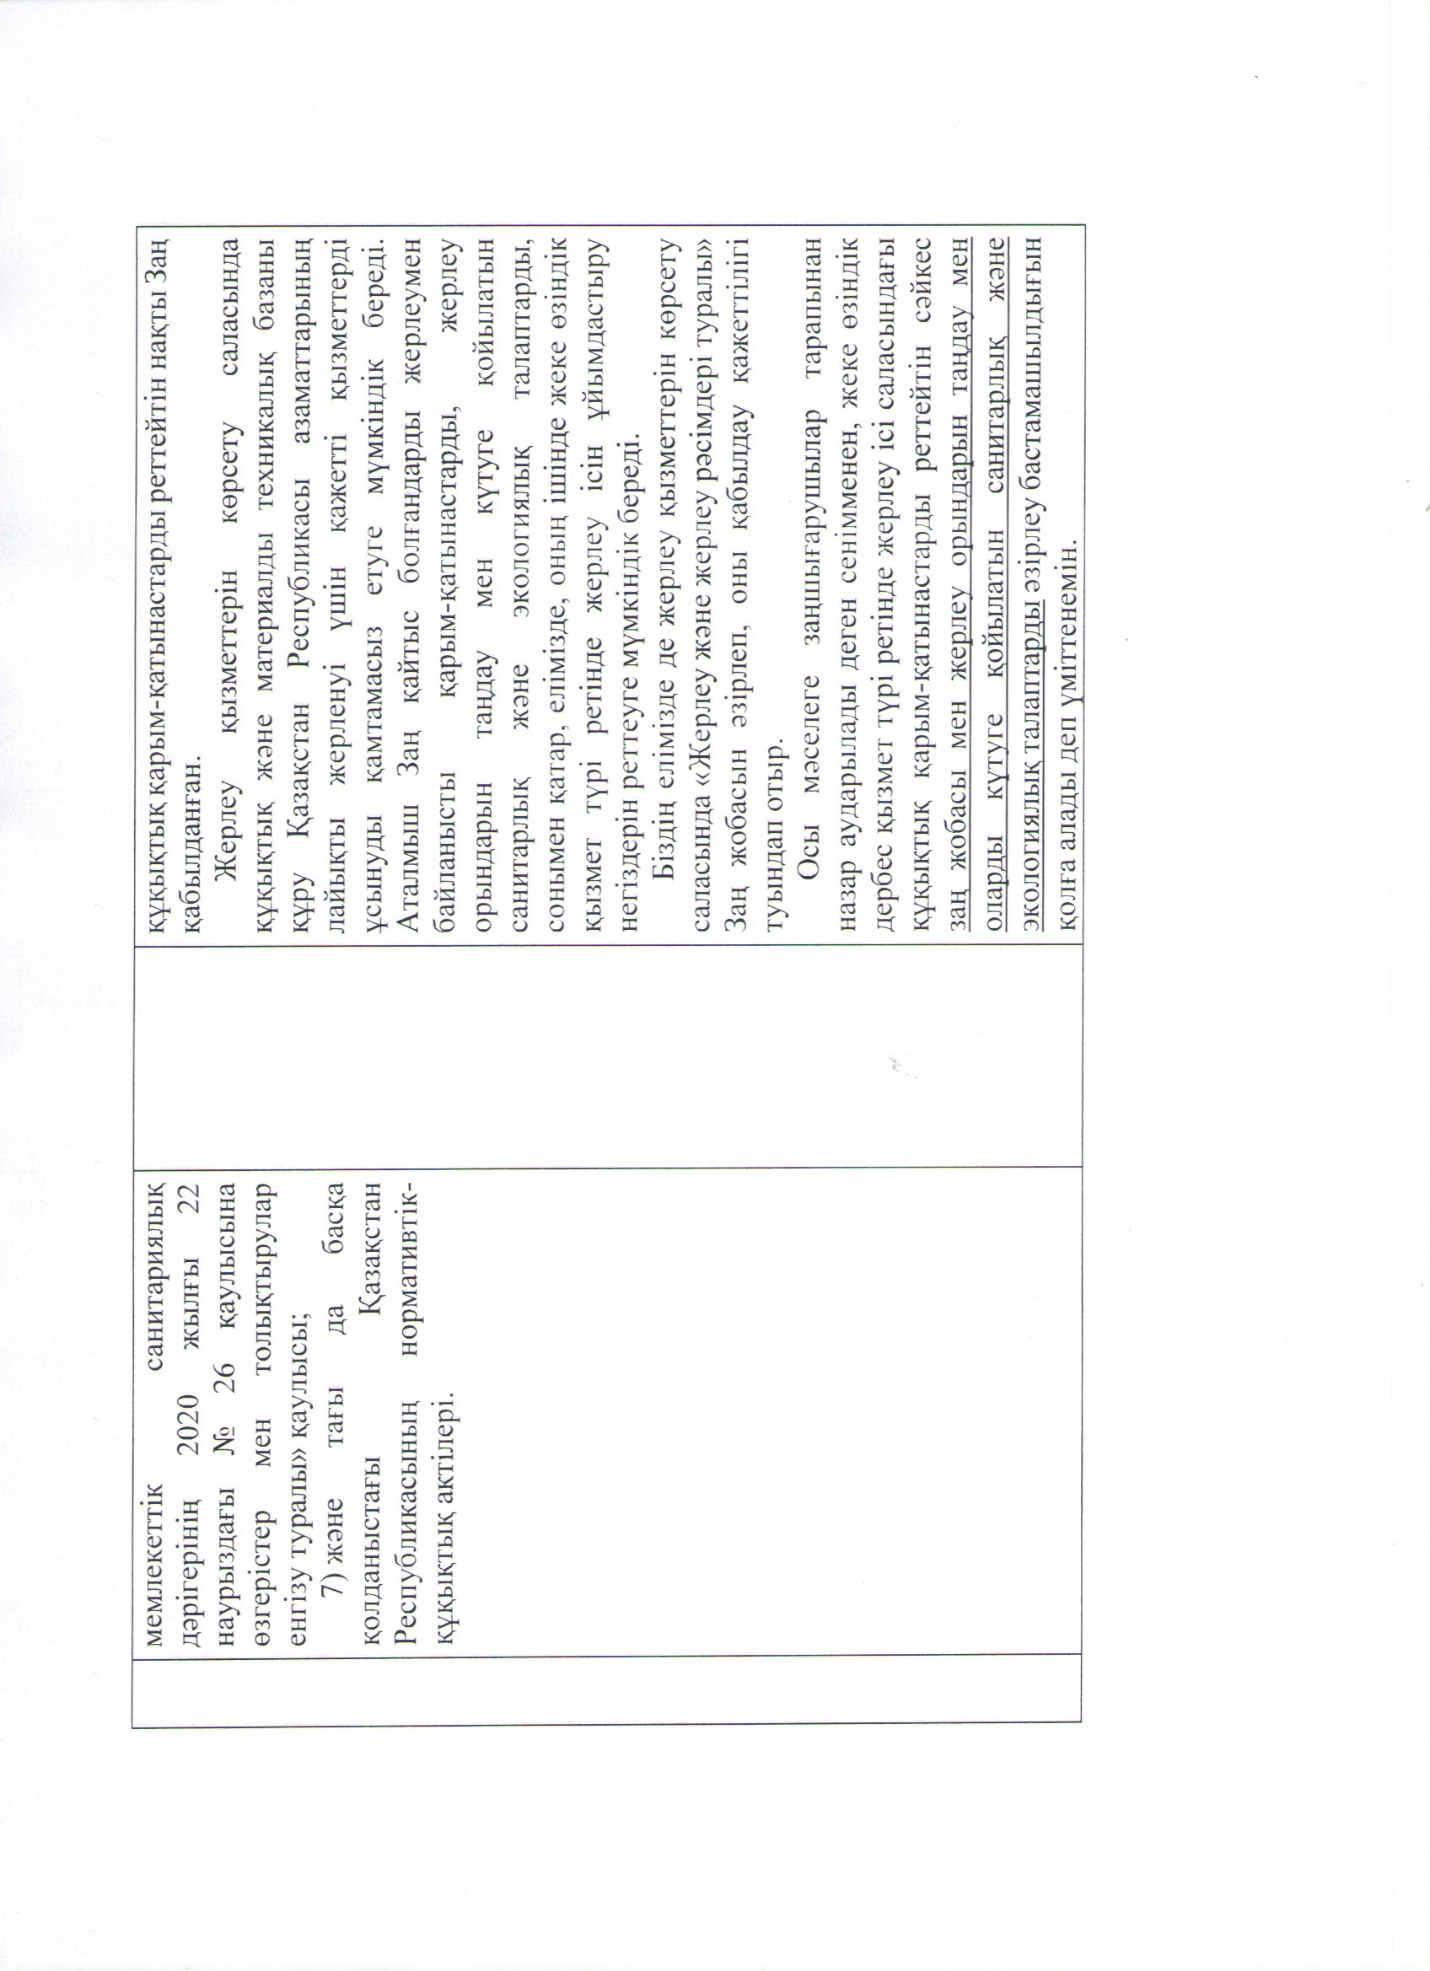 мемлекеттік санитариялық
дәрігерінің 2020 жылғы 22
наурыздағы № 26 қаулысына
өзгерістер мен толықтырулар
енгізу туралы» қаулысы;
7) және тағы да басқа
қолданыстағы Қазақстан
Республикасының нормативтік-
құқықтық актілері.
құқықтық қарым-қатынастарды реттейтін нақты Заң
қабылданған.
Жерлеу қызметтерін көрсету саласында
құқықтық және материалды техникалық базаны
құру Қазақстан Республикасы азаматтарының
лайықты жерленуі үшін қажетті қызметтерді
ұсынуды қамтамасыз етуге мүмкіндік береді.
Аталмыш Заң қайтыс болғандарды жерлеумен
байланысты қарым-қатынастарды, жерлеу
орындарын таңдау мен күтуге қойылатын
санитарлық және экологиялық талаптарды,
сонымен қатар, елімізде, оның ішінде жеке өзіндік
қызмет түрі ретінде жерлеу ісін ұйымдастыру
негіздерін реттеуге мүмкіндік береді.
Біздің елімізде де жерлеу қызметтерін көрсету
саласында «Жерлеу және жерлеу рәсімдері туралы»
Заң жобасын әзірлеп, оны қабылдау қажеттілігі
туындап отыр.
Осы мәселеге заңшығарушылар тарапынан
назар аударылады деген сенімменен, жеке өзіндік
дербес қызмет түрі ретінде жерлеу ісі саласындағы
құқықтық қарым-қатынастарды реттейтін сәйкес
заң жобасы мен жерлеу орындарын таңдау мен
оларды күтуге қойылатын санитарлық және
экологиялық талаптарды әзірлеу бастамашылдығын
қолға алады деп үміттенемін.